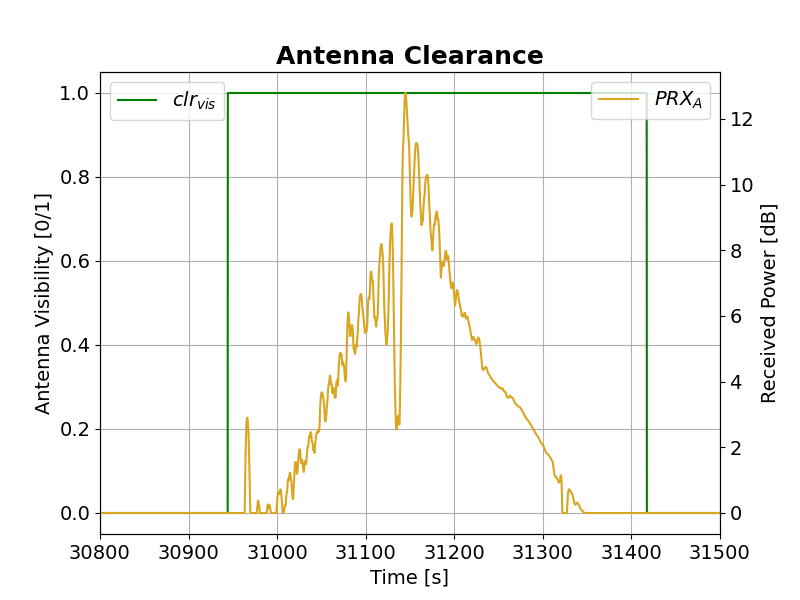 Antenna Clearance
clr_vis
PRX_A
1.0
0.8
0.6
0.4
0.2
0.0
Antenna Visibility [0/1]
12
10
8
6
4
2
0
Received Power [dB]
30800 30900 31000 31100 31200 31300 31400 31500
Time [s]